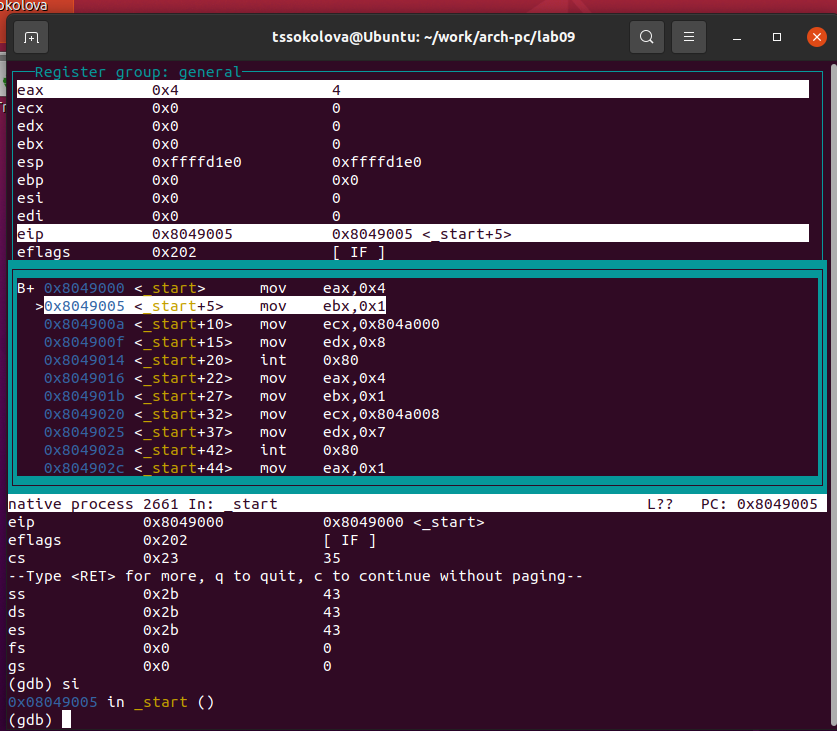 okolova
tssokolova@Ubuntu: ~/work/arch-pc/lab09
Register group: general
eax 0x4 4
ecx 0x0 0
edx 0x0 0
ebx 0x0 0
esp 0xffffd1e0 0xffffd1e0
ebp 0x0 0x0
esi 0x0 0
edi 0x0 0
eip 0x8049005 0x8049005 <_start+5>
eflags 0x202 [ IF ]
B+ 0x8049000 <_start> mov eax,0x4
>0x8049005 <_start+5> mov ebx,0x1
0x804900a <_start+10> mov ecx,0x804a000
0x804900f <_start+15> mov edx,0x8
0x8049014 <_start+20> int 0x80
0x8049016 <_start+22> mov eax,0x4
0x804901b <_start+27> mov ebx,0x1
0x8049020 <_start+32> mov ecx,0x804a008
0x8049025 <_start+37> mov edx,0x7
0x804902a <_start+42> int 0x80
0x804902c <_start+44> mov eax,0x1
native process 2661 In: _start L?? PC: 0x8049005
eip 0x8049000 0x8049000 <_start>
eflags 0x202 [ IF ]
cs 0x23 35
--Type <RET> for more, q to quit, c to continue without paging--
ss 0x2b 43
ds 0x2b 43
es 0x2b 43
fs 0x0 0
gs 0x0 0
(gdb) si
0x08049005 in _start ()
(gdb)